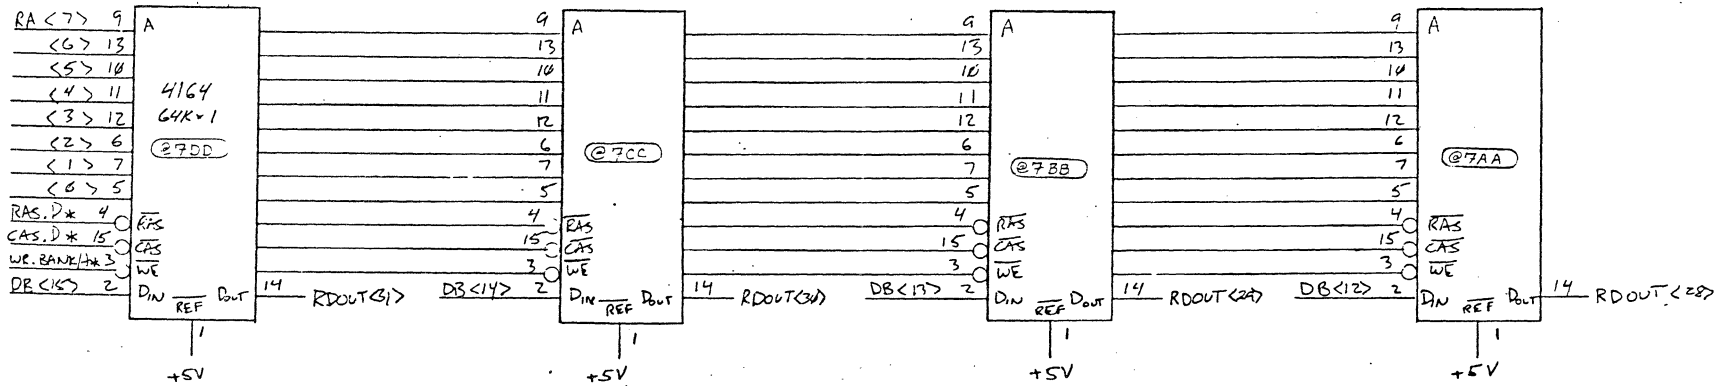 RA<7> 9 A 9 9 A 9 A
<6> 13 13 13 13
<5> 10 10 10 10
<4> 11 4164 11 11 11
<3> 12 64K×1 12 12 12
<2> 6 @7DD 6 @7CC 6 6 @7AA
<1> 7 7 7 @7BB 7
<0> 5 5 5 5
RAS.D* 4 RAS 4 RAS 4 RAS 4 RAS
CAS.D* 15 CAS 15 CAS 15 CAS 15 CAS
3 WE 3 WE 3 WE 3 WE
DB<15> 2 DIN REF DOUT 14 RDOUT<31> DB<14> 2 DIN REF DOUT 14 RDOUT<30> DB<13> 2 DIN REF DOUT 14 RDOUT<29> DB<12> 2 DIN REF DOUT 14 RDOUT<28>
1 1 1 1
+5V +5V +5V +5V